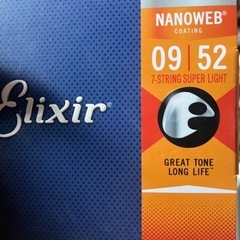 NANOWEB®
COATING
09 | 52
7-STRING SUPER LIGHT
Elixir®
GREAT TONE
LONG LIFE™